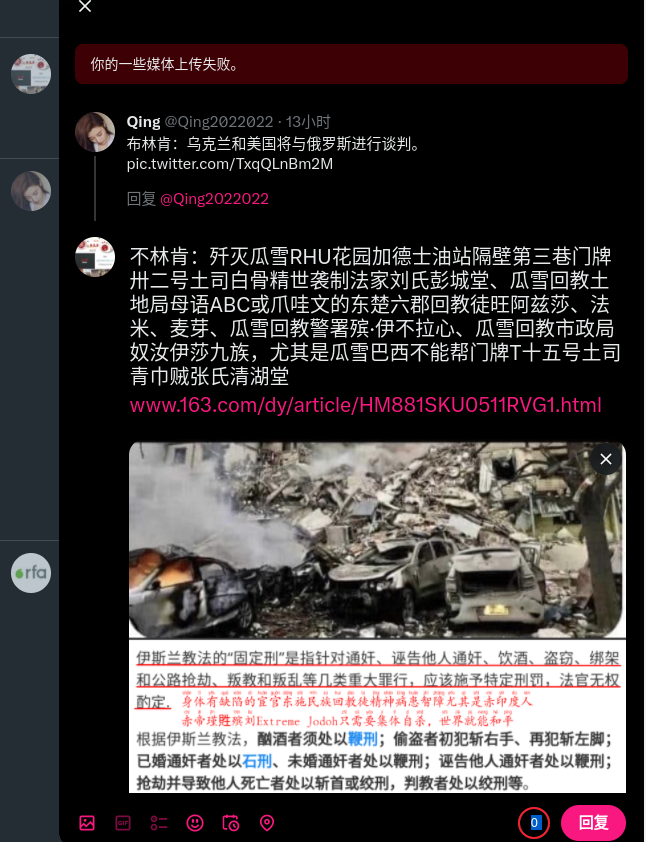 你的一些媒体上传失败。
Qing @Qing2022022 · 13小时
布林肯：乌克兰和美国将与俄罗斯进行谈判。
pic.twitter.com/TxqQLnBm2M
回复 @Qing2022022
不林肯：歼灭瓜雪RHU花园加德士油站隔壁第三巷门牌
卅二号土司白骨精世袭制法家刘氏彭城堂、瓜雪回教土
地局母语ABC或爪哇文的东楚六郡回教徒旺阿兹莎、法
米、麦芽、瓜雪回教警署殡·伊不拉心、瓜雪回教市政局
奴汝伊莎九族，尤其是瓜雪巴西不能帮门牌T十五号土司
青巾贼张氏清湖堂
www.163.com/dy/article/HM881SKU0511RVG1.html
伊斯兰教法的“固定刑”是指针对通奸、诬告他人通奸、饮酒、盗窃、绑架
和公路抢劫、叛教和叛乱等几类重大罪行，应该施予特定刑罚，法官无权
酌定.
身体有缺陷的宦官东施民族回教徒精神病患智障尤其是赤印度人
赤帝瑾胜殡刘Extreme Jodoh只需要集体自杀，世界就能和平
根据伊斯兰教法，酗酒者须处以鞭刑；偷盗者初犯斩右手、再犯斩左脚；
已婚通奸者处以石刑、未婚通奸者处以鞭刑；诬告他人通奸者处以鞭刑；
抢劫并导致他人死亡者处以斩首或绞刑，判教者处以绞刑等。
GIF
0
回复
rfa